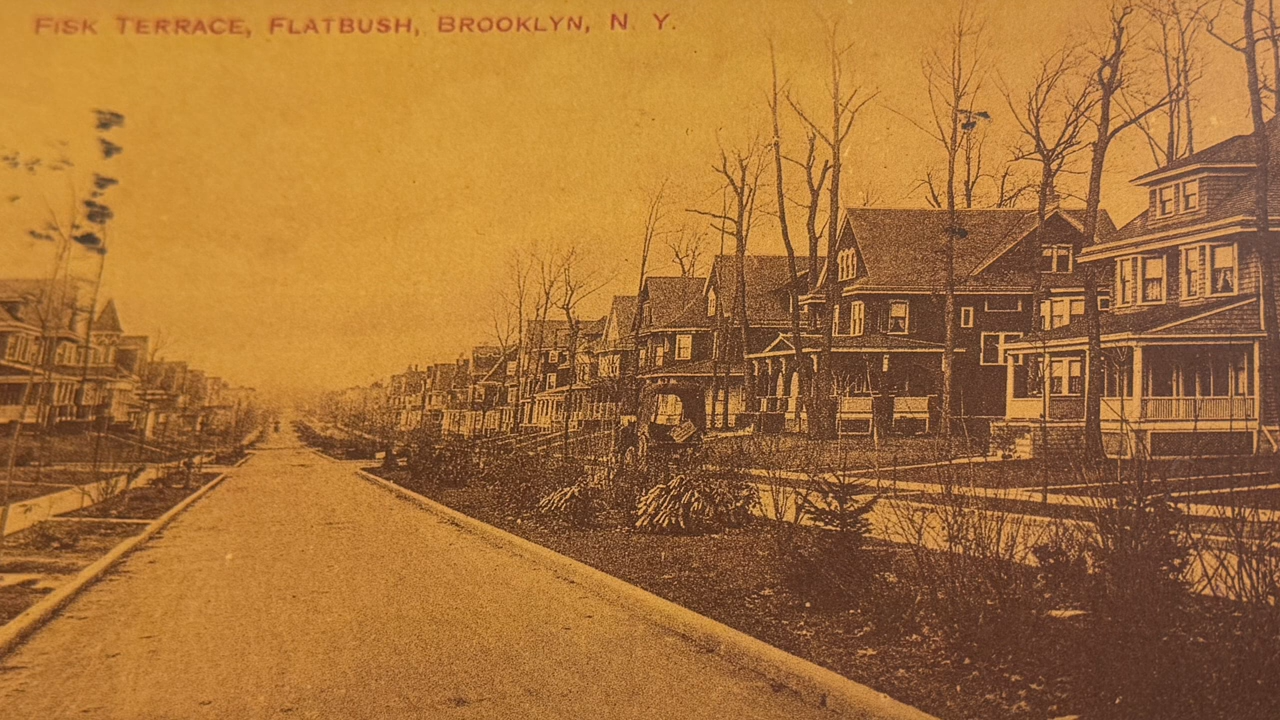 FISK TERRACE, FLATBUSH, BROOKLYN, N. Y.